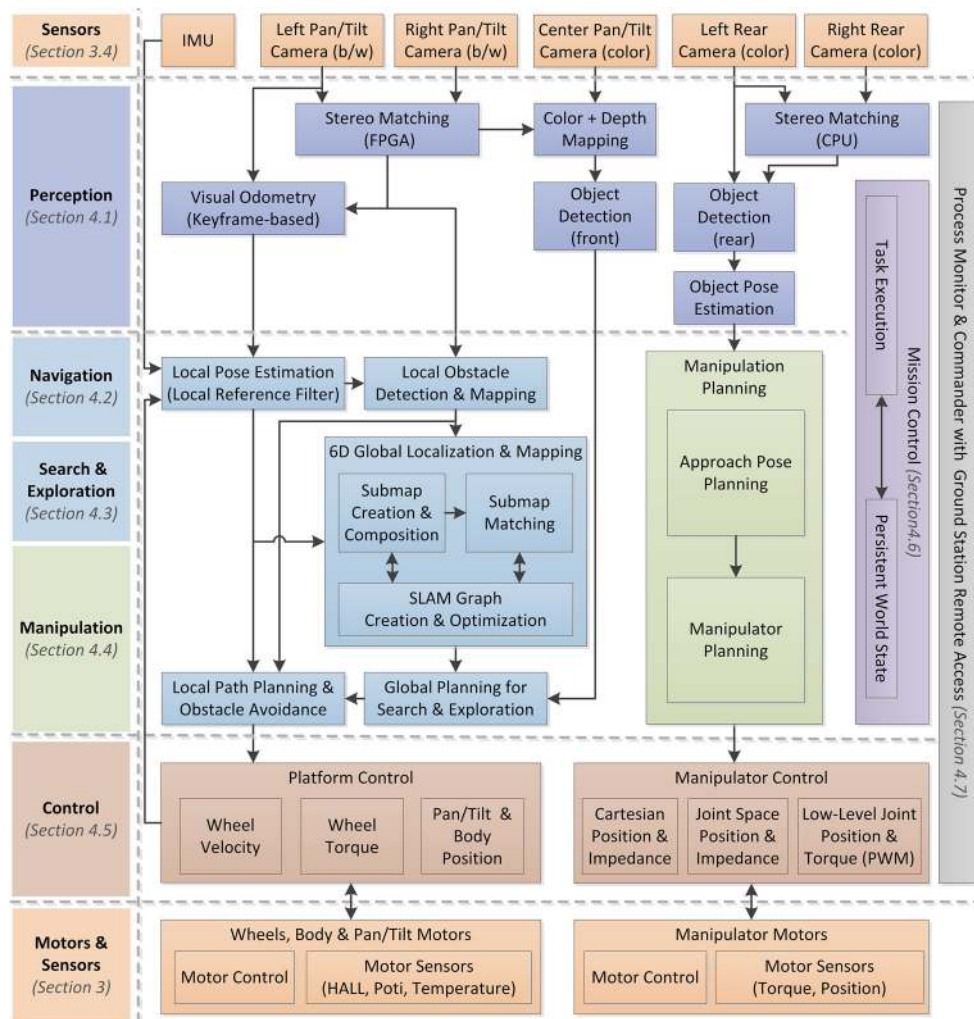 Sensors
(Section 3.4)
IMU
Left Pan/Tilt
Camera (b/w)
Right Pan/Tilt
Camera (b/w)
Center Pan/Tilt
Camera (color)
Left Rear
Camera (color)
Right Rear
Camera (color)
Perception
(Section 4.1)
Stereo Matching
(FPGA)
Color + Depth
Mapping
Stereo Matching
(CPU)
Visual Odometry
(Keyframe-based)
Object
Detection
(front)
Object
Detection
(rear)
Object Pose
Estimation
Navigation
(Section 4.2)
Search &
Exploration
(Section 4.3)
Manipulation
(Section 4.4)
Local Pose Estimation
(Local Reference Filter)
Local Obstacle
Detection & Mapping
6D Global Localization & Mapping
Submap
Creation &
Composition
Submap
Matching
SLAM Graph
Creation & Optimization
Local Path Planning &
Obstacle Avoidance
Global Planning for
Search & Exploration
Manipulation
Planning
Approach Pose
Planning
Manipulator
Planning
Task Execution
Persistent World State
Mission Control (Section4.6)
Process Monitor & Commander with Ground Station Remote Access (Section 4.7)
Control
(Section 4.5)
Platform Control
Wheel
Velocity
Wheel
Torque
Pan/Tilt &
Body
Position
Manipulator Control
Cartesian
Position &
Impedance
Joint Space
Position &
Impedance
Low-Level Joint
Position &
Torque (PWM)
Motors &
Sensors
(Section 3)
Wheels, Body & Pan/Tilt Motors
Motor Control
Motor Sensors
(HALL, Poti, Temperature)
Manipulator Motors
Motor Control
Motor Sensors
(Torque, Position)